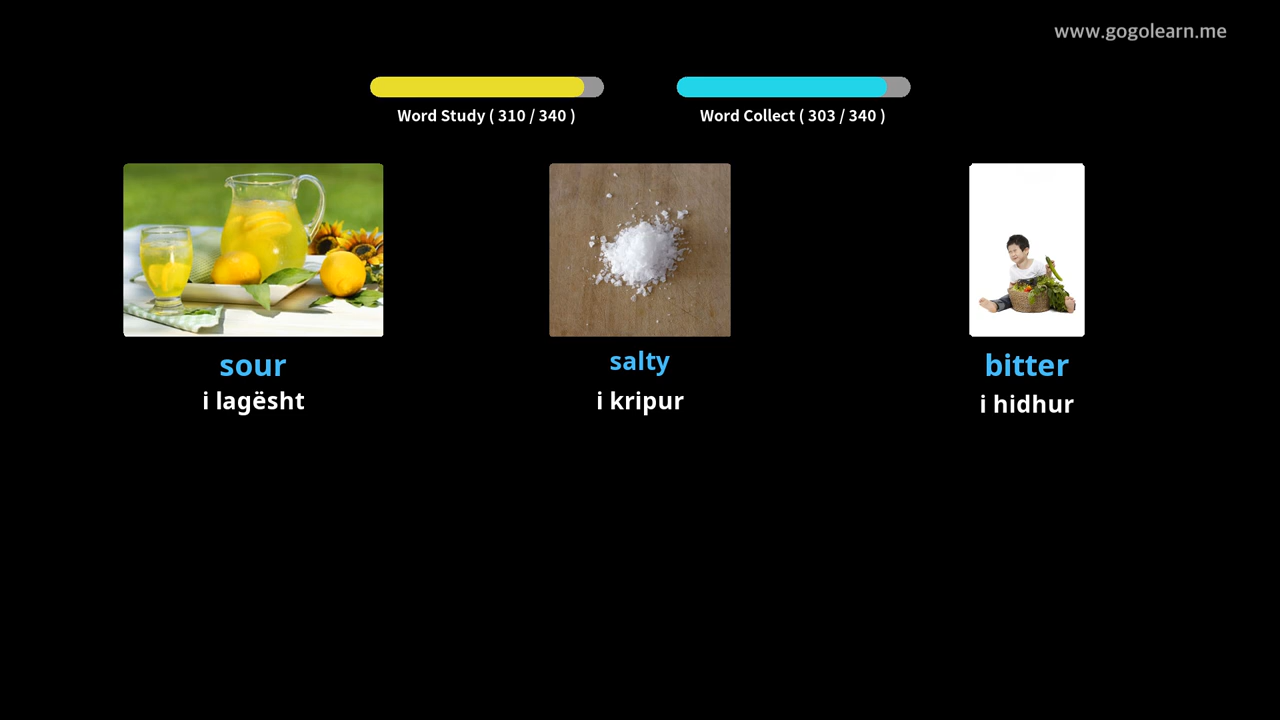 www.gogolearn.me
Word Study ( 310 / 340 )
Word Collect ( 303 / 340 )
sour
i lagësht
salty
i kripur
bitter
i hidhur